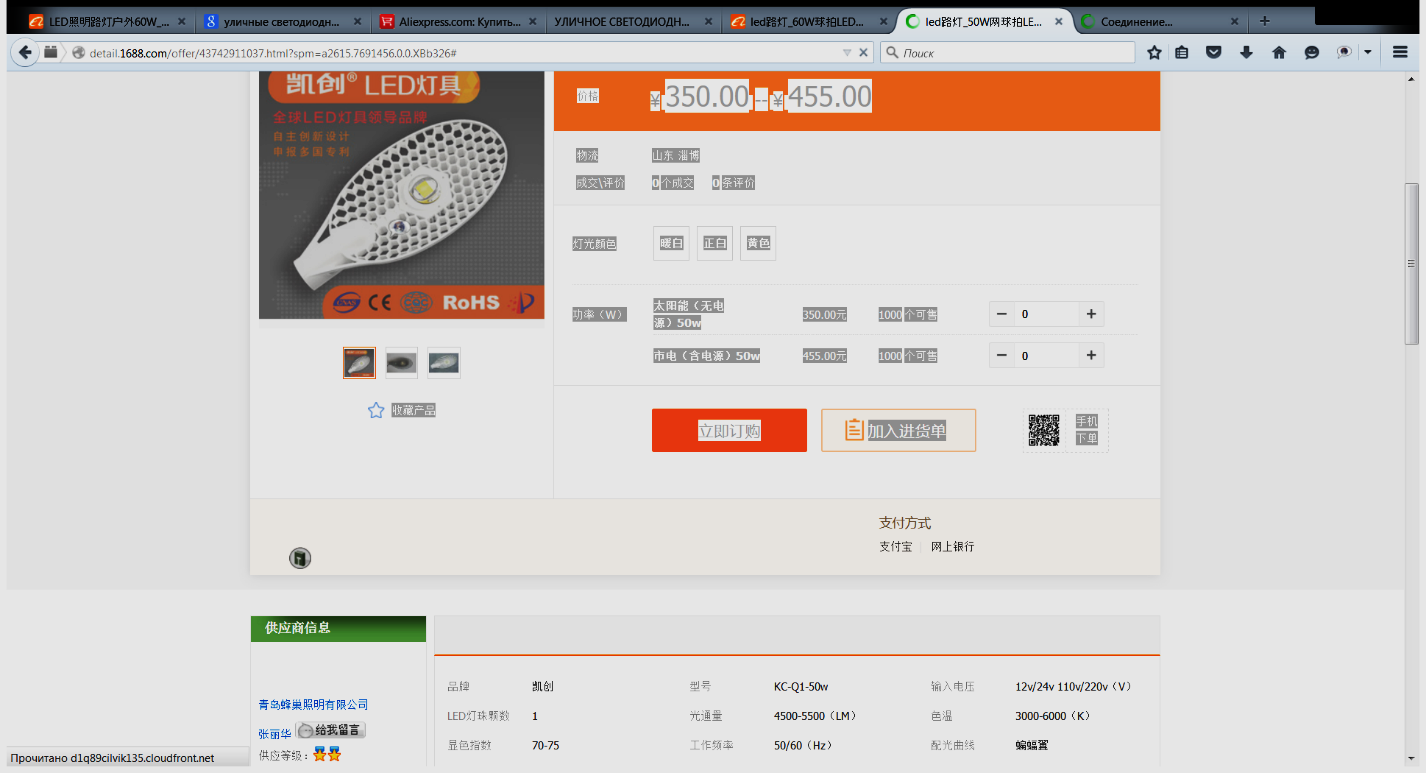 LED照明路灯户外60W_...
уличные светодиодн...
Aliexpress.com: Купить...
УЛИЧНОЕ СВЕТОДИОДН...
led路灯_60W球拍LED...
led路灯_50W网球拍LE...
Соединение...
detail.1688.com/offer/43742911037.html?spm=a2615.7691456.0.0.XBb326#
Поиск
凯创® LED灯具
全球LED灯具领导品牌
自主创新设计
申报多国专利
CQC
RoHS
收藏产品
价格
¥ 350.00 -- ¥ 455.00
物流 山东 淄博
成交\评价 0个成交 0条评价
灯光颜色 暖白 正白 黄色
功率（W） 太阳能（无电源）50w 350.00元 1000个可售 − 0 +
市电（含电源）50w 455.00元 1000个可售 − 0 +
立即订购 加入进货单
手机
下单
支付方式
支付宝 网上银行
供应商信息
青岛蜂巢照明有限公司
张丽华 给我留言
供应等级：
品牌 凯创 型号 KC-Q1-50w 输入电压 12v/24v 110v/220v（V）
LED灯珠颗数 1 光通量 4500-5500（LM） 色温 3000-6000（K）
显色指数 70-75 工作频率 50/60（Hz） 配光曲线 蝙蝠翼
Прочитано d1q89cilvik135.cloudfront.net